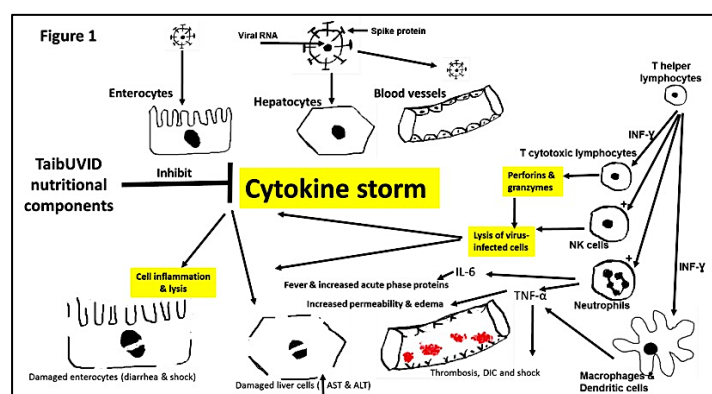 Figure 1
Viral RNA
Spike protein
T helper
lymphocytes
Enterocytes
Hepatocytes
Blood vessels
INF-ɣ
T cytotoxic lymphocytes
TaibUVID
nutritional
components
Inhibit
Cytokine storm
Perforins &
granzymes
+
NK cells
Lysis of virus-
infected cells
+
Cell inflammation
& lysis
IL-6
Fever & increased acute phase proteins
Neutrophils
INF-ɣ
Increased permeability & edema
TNF-α
Damaged enterocytes (diarrhea & shock)
Damaged liver cells (↑AST & ALT)
Thrombosis, DIC and shock
Macrophages &
Dendritic cells